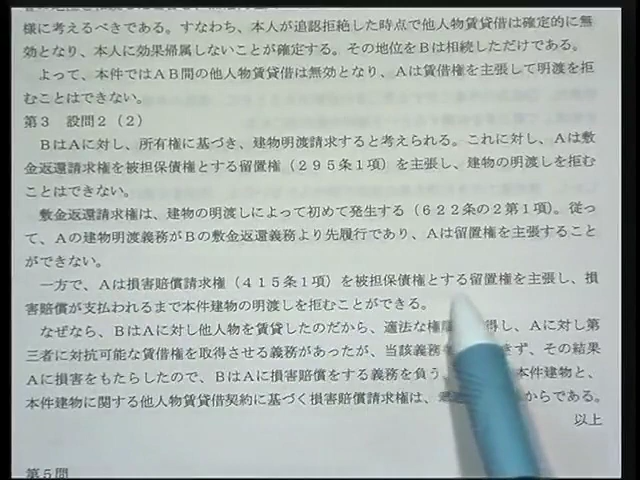 様に考えるべきである。すなわち、本人が追認拒絶した時点で他人物賃貸借は確定的に無
効となり、本人に効果帰属しないことが確定する。その地位をBは相続しただけである。
よって、本件ではAB間の他人物賃貸借は無効となり、Aは賃借権を主張して明渡を拒
むことはできない。
第3 設問2(2)
BはAに対し、所有権に基づき、建物明渡請求すると考えられる。これに対し、Aは敷
金返還請求権を被担保債権とする留置権(295条1項)を主張し、建物の明渡しを拒む
ことはできない。
敷金返還請求権は、建物の明渡しによって初めて発生する(622条の2第1項)。従っ
て、Aの建物明渡義務がBの敷金返還義務より先履行であり、Aは留置権を主張すること
ができない。
一方で、Aは損害賠償請求権(415条1項)を被担保債権とする留置権を主張し、損
害賠償が支払われるまで本件建物の明渡しを拒むことができる。
なぜなら、BはAに対し他人物を賃貸したのだから、適法な権 得し、Aに対し第
三者に対抗可能な賃借権を取得させる義務があったが、当該義務 きず、その結果
Aに損害をもたらしたので、BはAに損害賠償をする義務を負う 本件建物と、
本件建物に関する他人物賃貸借契約に基づく損害賠償請求権は、 からである。
以上
第5問